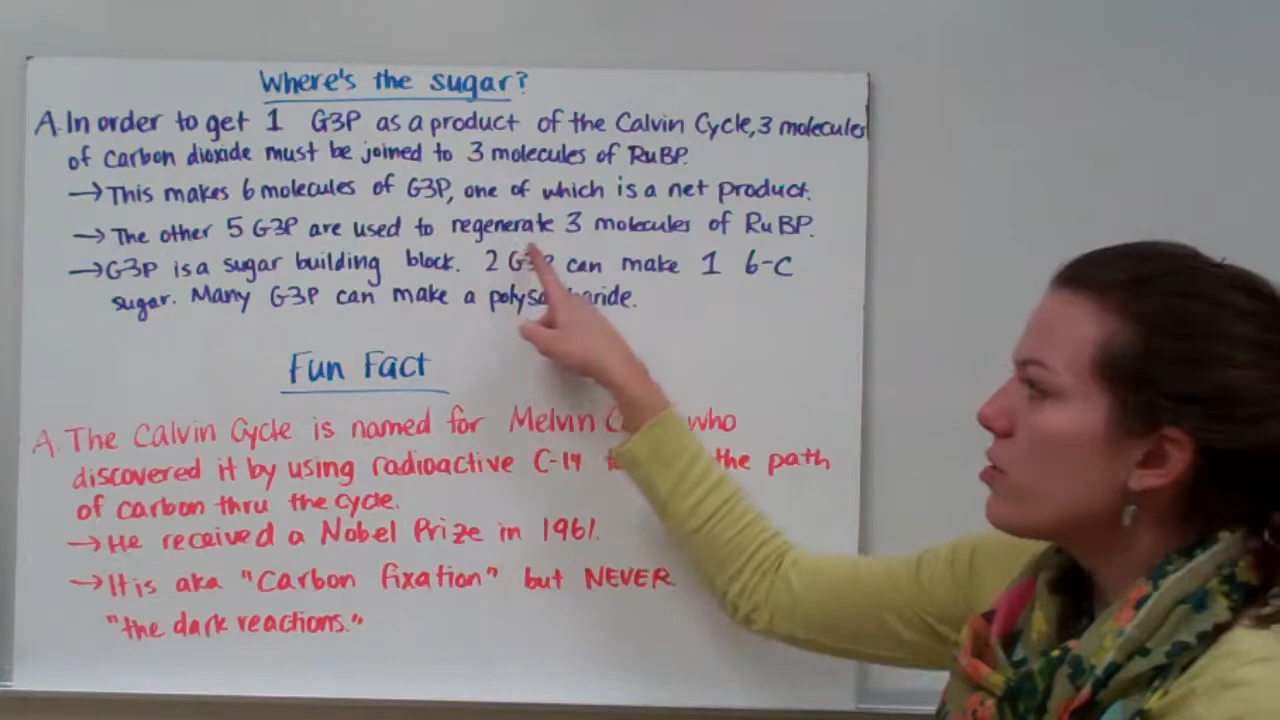 Where's the sugar?
A. In order to get 1 G3P as a product of the Calvin Cycle, 3 molecules
of carbon dioxide must be joined to 3 molecules of RuBP.
→ This makes 6 molecules of G3P, one of which is a net product.
→ The other 5 G3P are used to regenerate 3 molecules of RuBP.
→ G3P is a sugar building block. 2 G3P can make 1 6-C
sugar. Many G3P can make a polysaccharide.
Fun Fact
A. The Calvin Cycle is named for Melvin who
discovered it by using radioactive C-14 the path
of carbon thru the cycle.
→ He received a Nobel Prize in 1961.
→ It is aka "Carbon fixation" but NEVER
"the dark reactions."